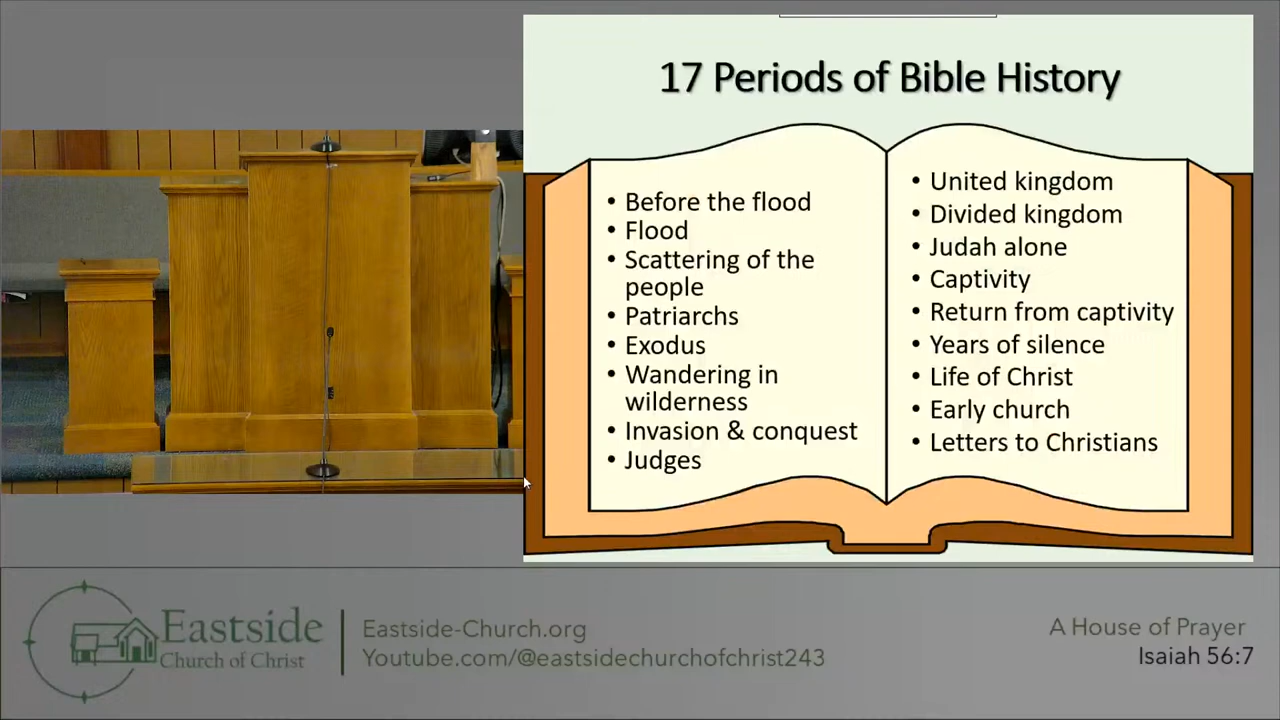 17 Periods of Bible History
• Before the flood
• Flood
• Scattering of the
people
• Patriarchs
• Exodus
• Wandering in
wilderness
• Invasion & conquest
• Judges
• United kingdom
• Divided kingdom
• Judah alone
• Captivity
• Return from captivity
• Years of silence
• Life of Christ
• Early church
• Letters to Christians
Eastside
Church of Christ
Eastside-Church.org
Youtube.com/@eastsidechurchofchrist243
A House of Prayer
Isaiah 56:7